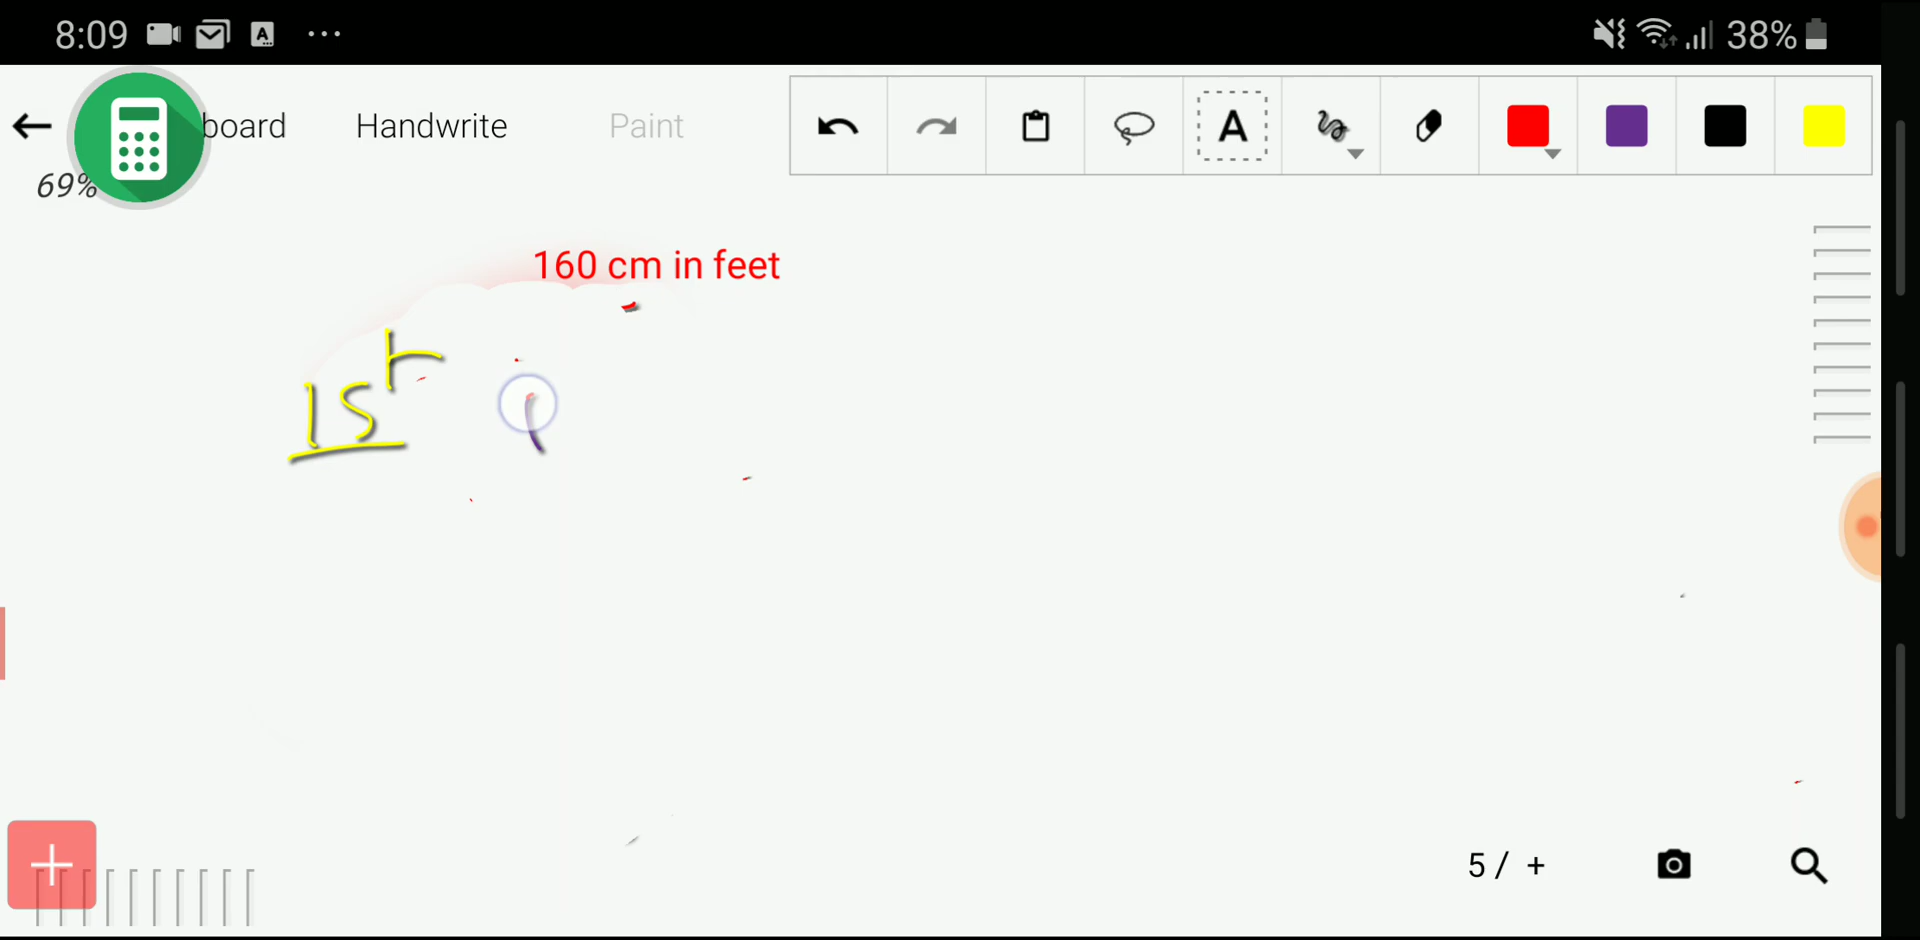 8:09 A 38%
board Handwrite Paint A
69%
160 cm in feet
1st
5 / +